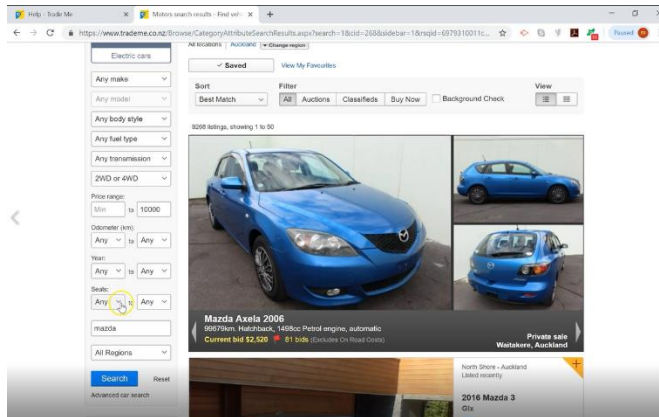 Help - Trade Me
Motors search results - Find vehi
https://www.trademe.co.nz/Browse/CategoryAttributeSearchResults.aspx?search=1&cid=268&sidebar=1&rsqid=6979310011c...
Paused
Electric cars
Any make
Any model
Any body style
Any fuel type
Any transmission
2WD or 4WD
Price range:
Min to 10000
Odometer (km):
Any to Any
Year:
Any to Any
Seats:
Any to Any
mazda
All Regions
Search Reset
Advanced car search
All locations | Auckland Change region
Saved View My Favourites
Sort Filter View
Best Match All Auctions Classifieds Buy Now Background Check
9266 listings, showing 1 to 50
Mazda Axela 2006
99679km, Hatchback, 1498cc Petrol engine, automatic
Current bid $2,520 81 bids (Excludes On Road Costs)
Private sale
Waitakere, Auckland
North Shore - Auckland
Listed recently
2016 Mazda 3
Glx